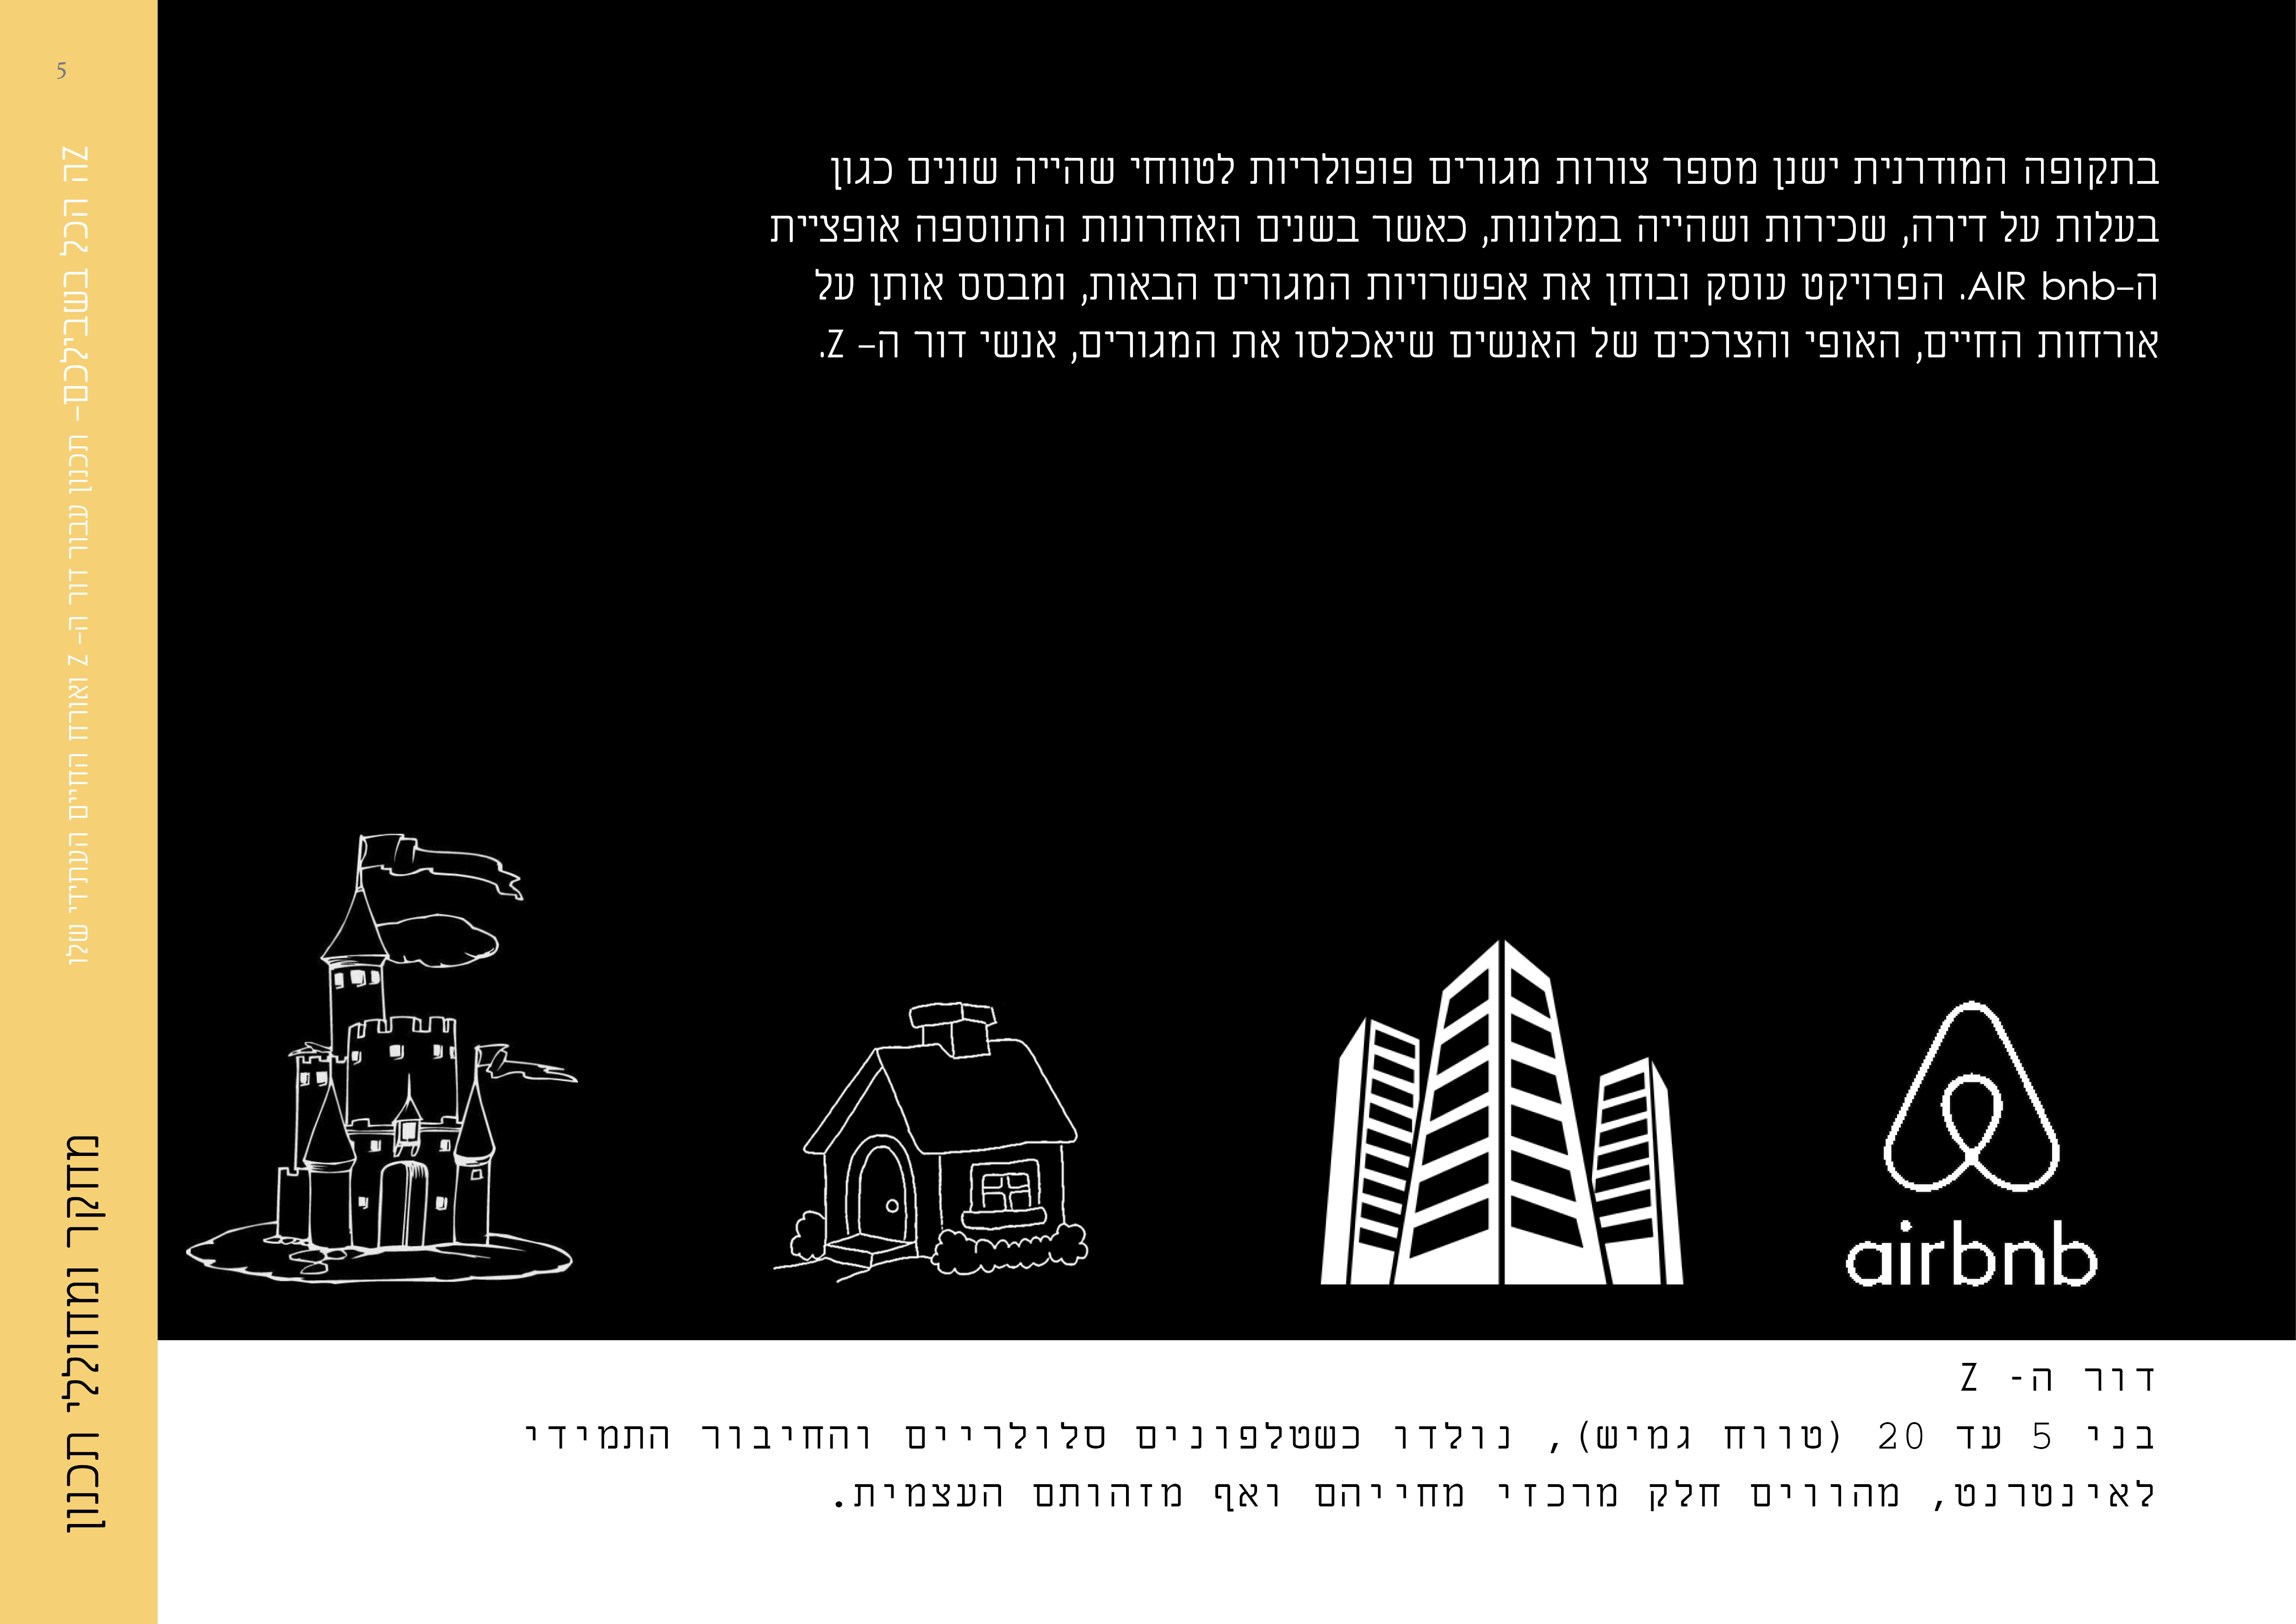 5
Zה הכל בשבילכם- תכנון עבור דור ה- Z ואורח החיים העתידי שלו
מחקר ומחוללי תכנון
בתקופה המודרנית ישנן מספר צורות מגורים פופולריות לטווחי שהייה שונים כגון
בעלות על דירה, שכירות ושהייה במלונות, כאשר בשנים האחרונות התווספה אופציית
ה-AIR bnb. הפרויקט עוסק ובוחן את אפשרויות המגורים הבאות, ומבסס אותן על
אורחות החיים, האופי והצרכים של האנשים שיאכלסו את המגורים, אנשי דור ה- Z.
airbnb
דור ה- Z
בני 5 עד 20 (טווח גמיש), נולדו כשטלפונים סלולריים והחיבור התמידי
לאינטרנט, מהווים חלק מרכזי מחייהם ואף מזהותם העצמית.